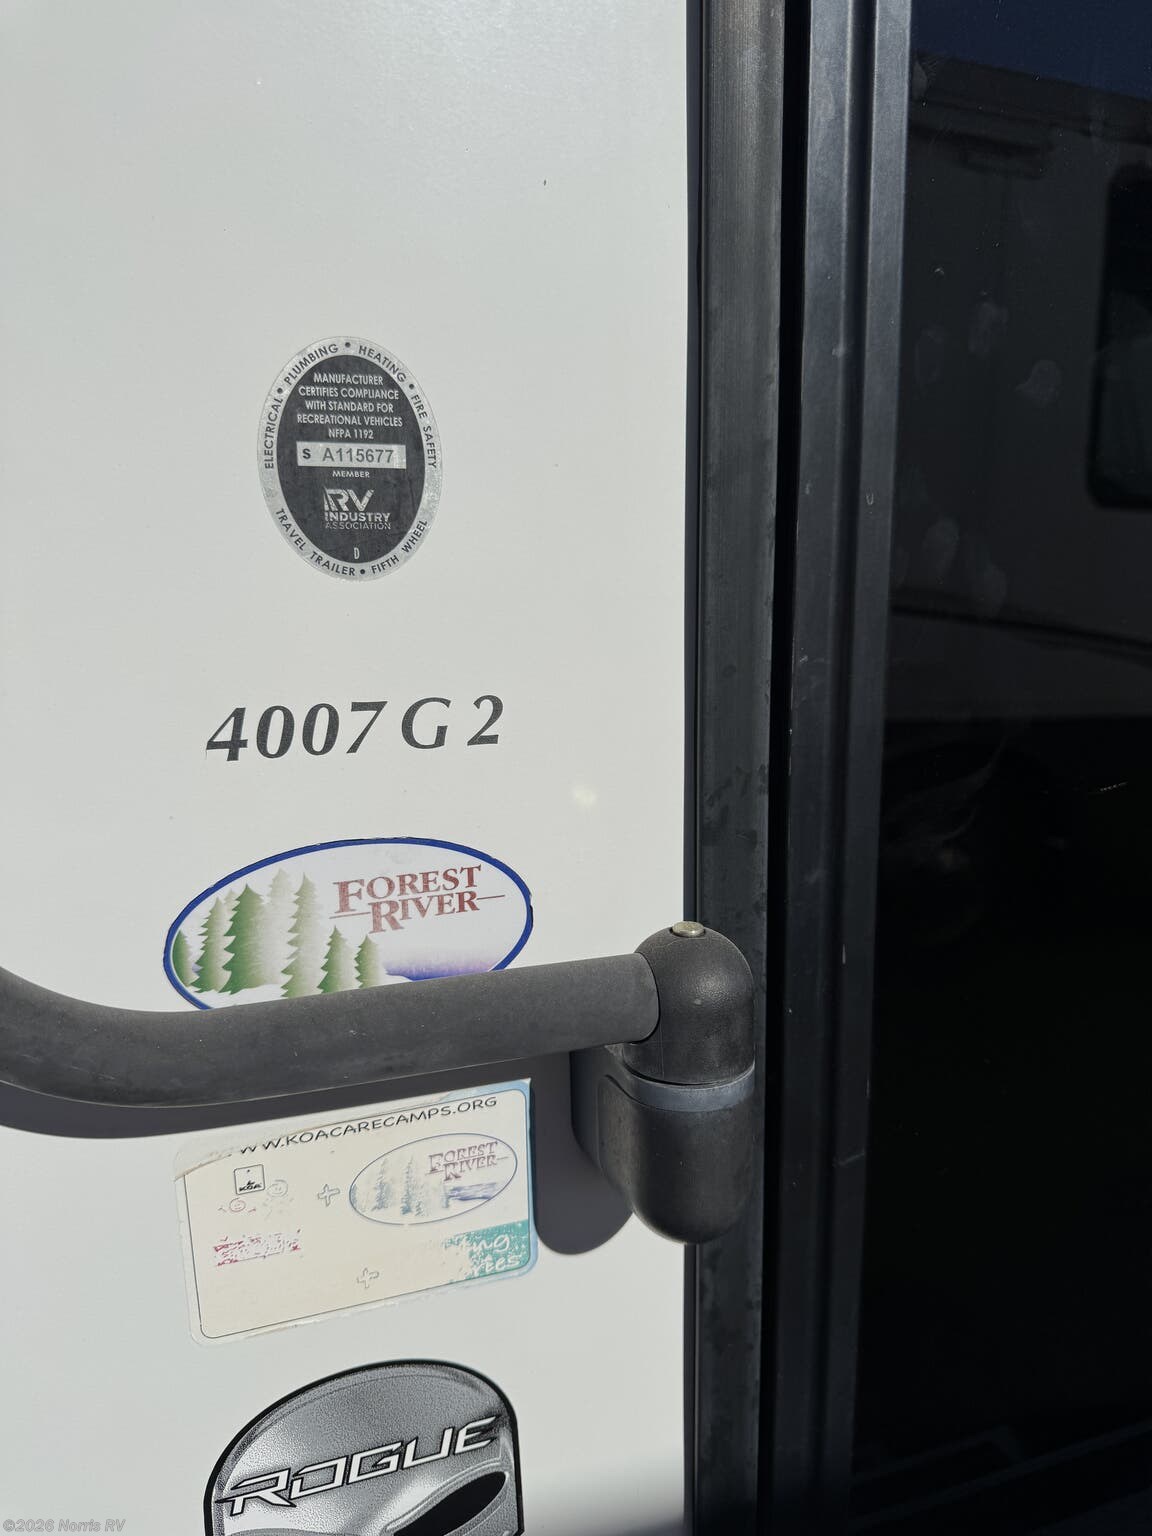 ELECTRICAL • PLUMBING • HEATING • FIRE SAFETY
MANUFACTURER
CERTIFIES COMPLIANCE
WITH STANDARD FOR
RECREATIONAL VEHICLES
NFPA 1192
S A115677
MEMBER
RV
INDUSTRY
ASSOCIATION
D
TRAVEL TRAILER • FIFTH WHEEL
4007 G 2
FOREST
RIVER
WWW.KOACARECAMPS.ORG
KOA
FOREST
RIVER
ROGUE
©2026 Norris RV